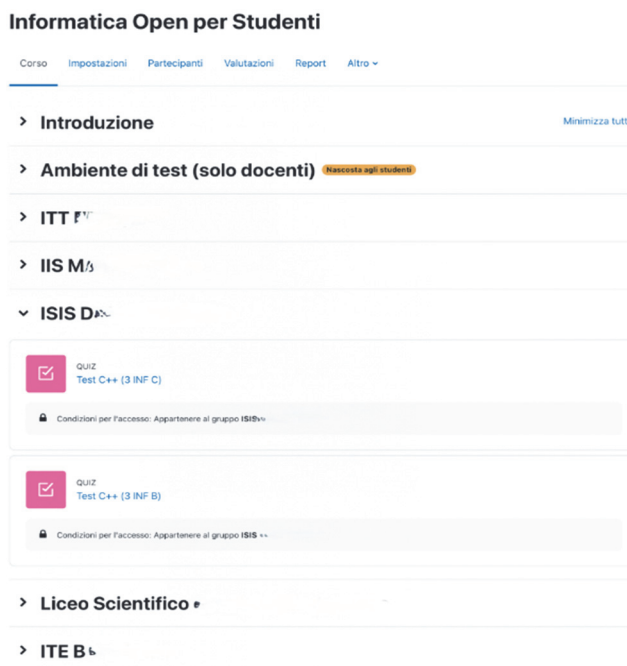 Informatica Open per Studenti
Corso Impostazioni Partecipanti Valutazioni Report Altro
Introduzione
Minimizza tutt
Ambiente di test (solo docenti) Nascosta agli studenti
ITT
IIS
ISIS
QUIZ
Test C++ (3 INF C)
Condizioni per l'accesso: Appartenere al gruppo ISIS
QUIZ
Test C++ (3 INF B)
Condizioni per l'accesso: Appartenere al gruppo ISIS
Liceo Scientifico
ITE B